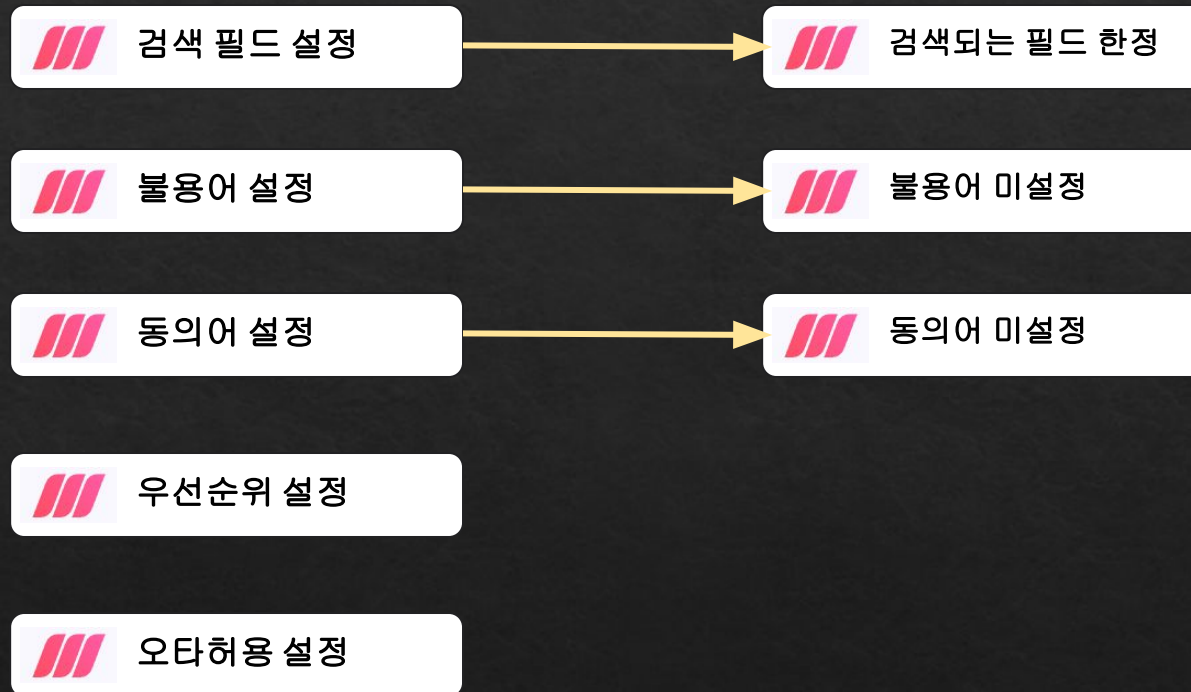 검색 필드 설정
검색되는 필드 한정
불용어 설정
불용어 미설정
동의어 설정
동의어 미설정
우선순위 설정
오타허용 설정